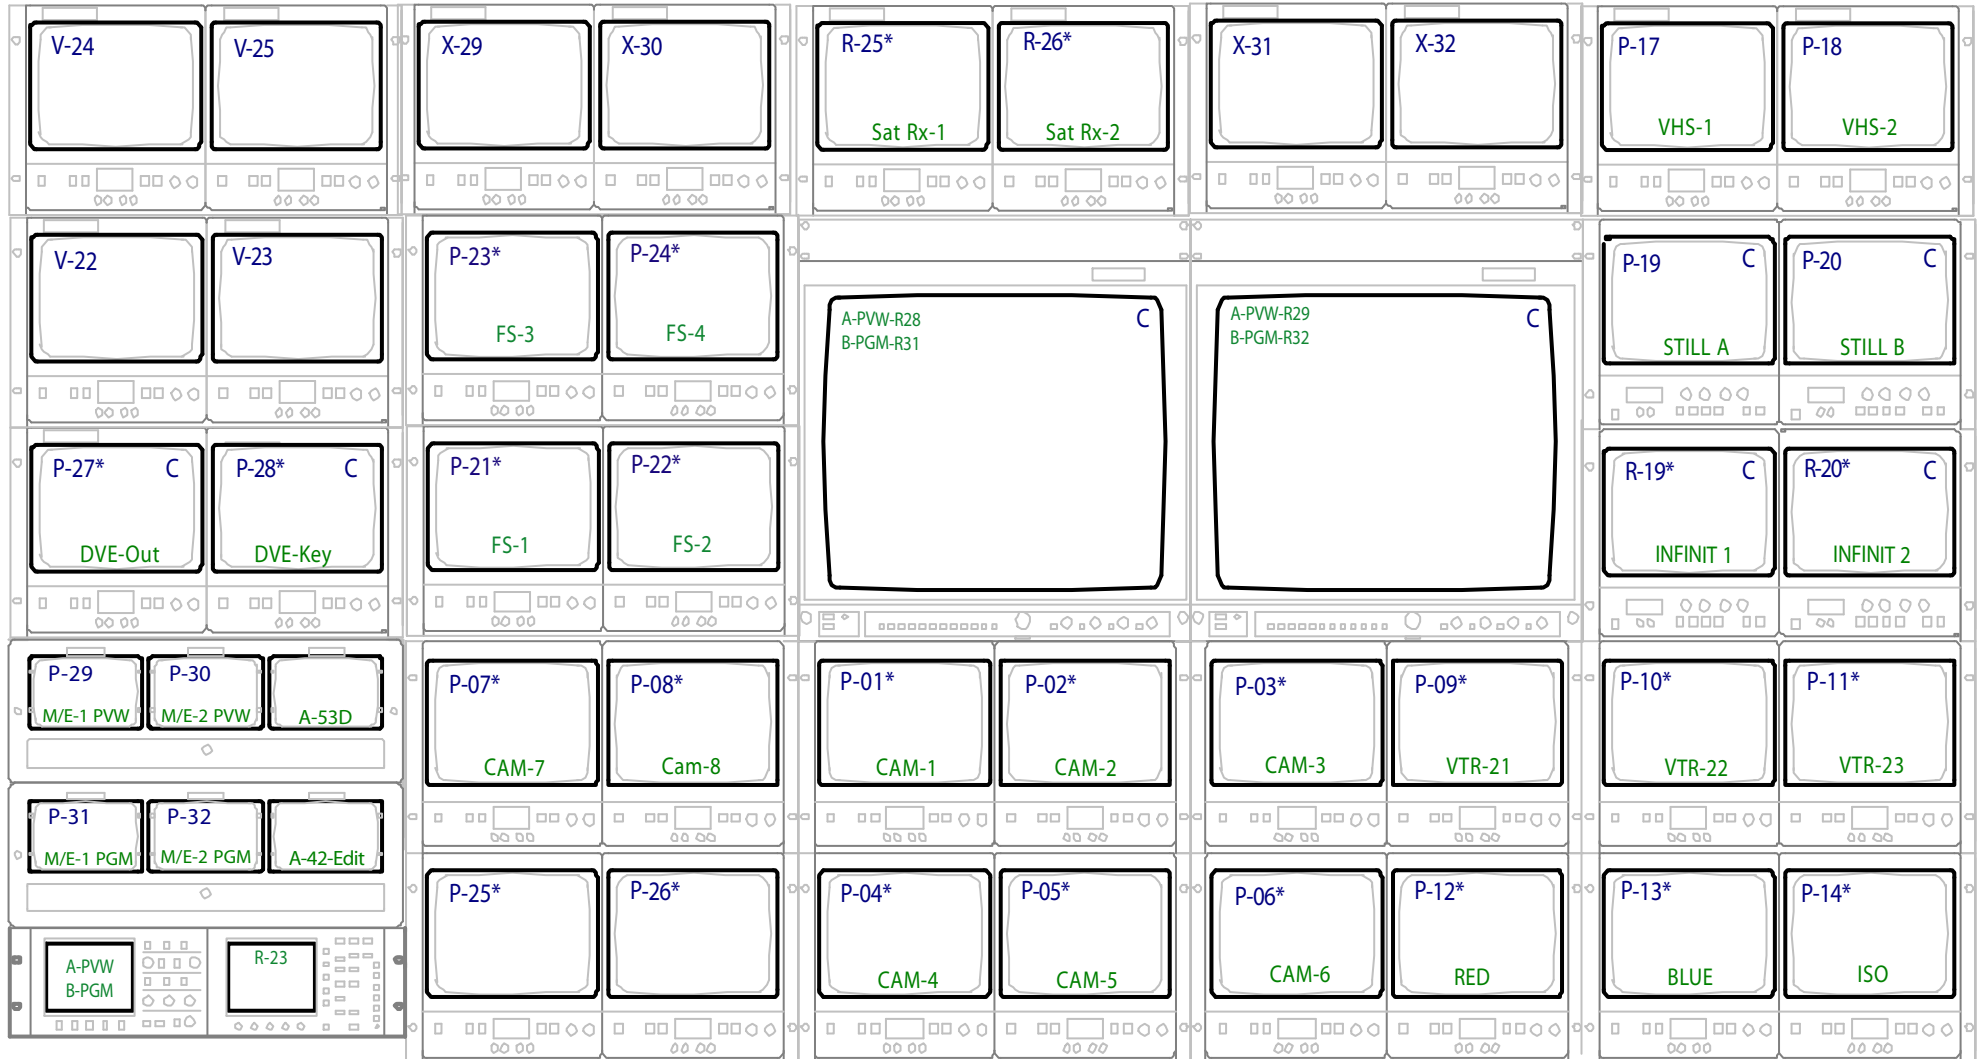 V-24
V-25
X-29
X-30
R-25*
Sat Rx-1
R-26*
Sat Rx-2
X-31
X-32
P-17
VHS-1
P-18
VHS-2
V-22
V-23
P-23*
FS-3
P-24*
FS-4
A-PVW-R28
B-PGM-R31
C
A-PVW-R29
B-PGM-R32
C
P-19 C
STILL A
P-20 C
STILL B
P-27* C
DVE-Out
P-28* C
DVE-Key
P-21*
FS-1
P-22*
FS-2
R-19* C
INFINIT 1
R-20* C
INFINIT 2
P-29
M/E-1 PVW
P-30
M/E-2 PVW
A-53D
P-07*
CAM-7
P-08*
Cam-8
P-01*
CAM-1
P-02*
CAM-2
P-03*
CAM-3
P-09*
VTR-21
P-10*
VTR-22
P-11*
VTR-23
P-31
M/E-1 PGM
P-32
M/E-2 PGM
A-42-Edit
P-25*
P-26*
P-04*
CAM-4
P-05*
CAM-5
P-06*
CAM-6
P-12*
RED
P-13*
BLUE
P-14*
ISO
A-PVW
B-PGM
R-23